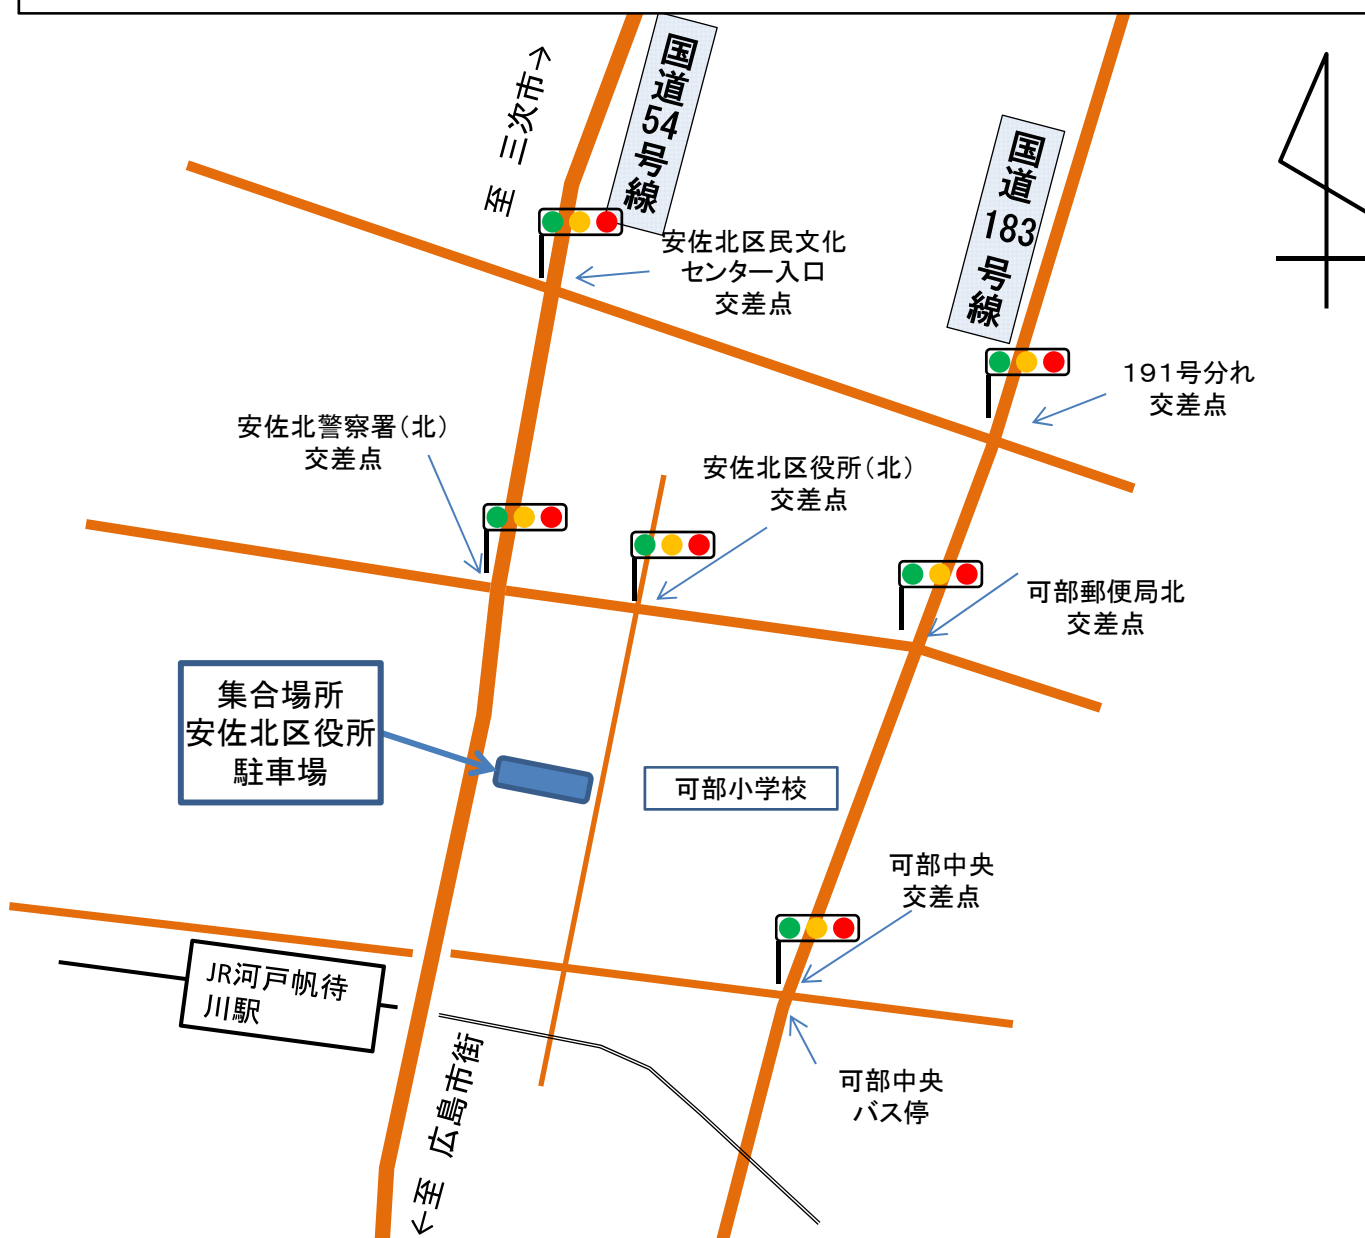 国道54号線
至 三次市→
国道183号線
安佐北区民文化
センター入口
交差点
191号分れ
交差点
安佐北警察署(北)
交差点
安佐北区役所(北)
交差点
可部郵便局北
交差点
集合場所
安佐北区役所
駐車場
可部小学校
可部中央
交差点
JR河戸帆待
川駅
可部中央
バス停
←至 広島市街